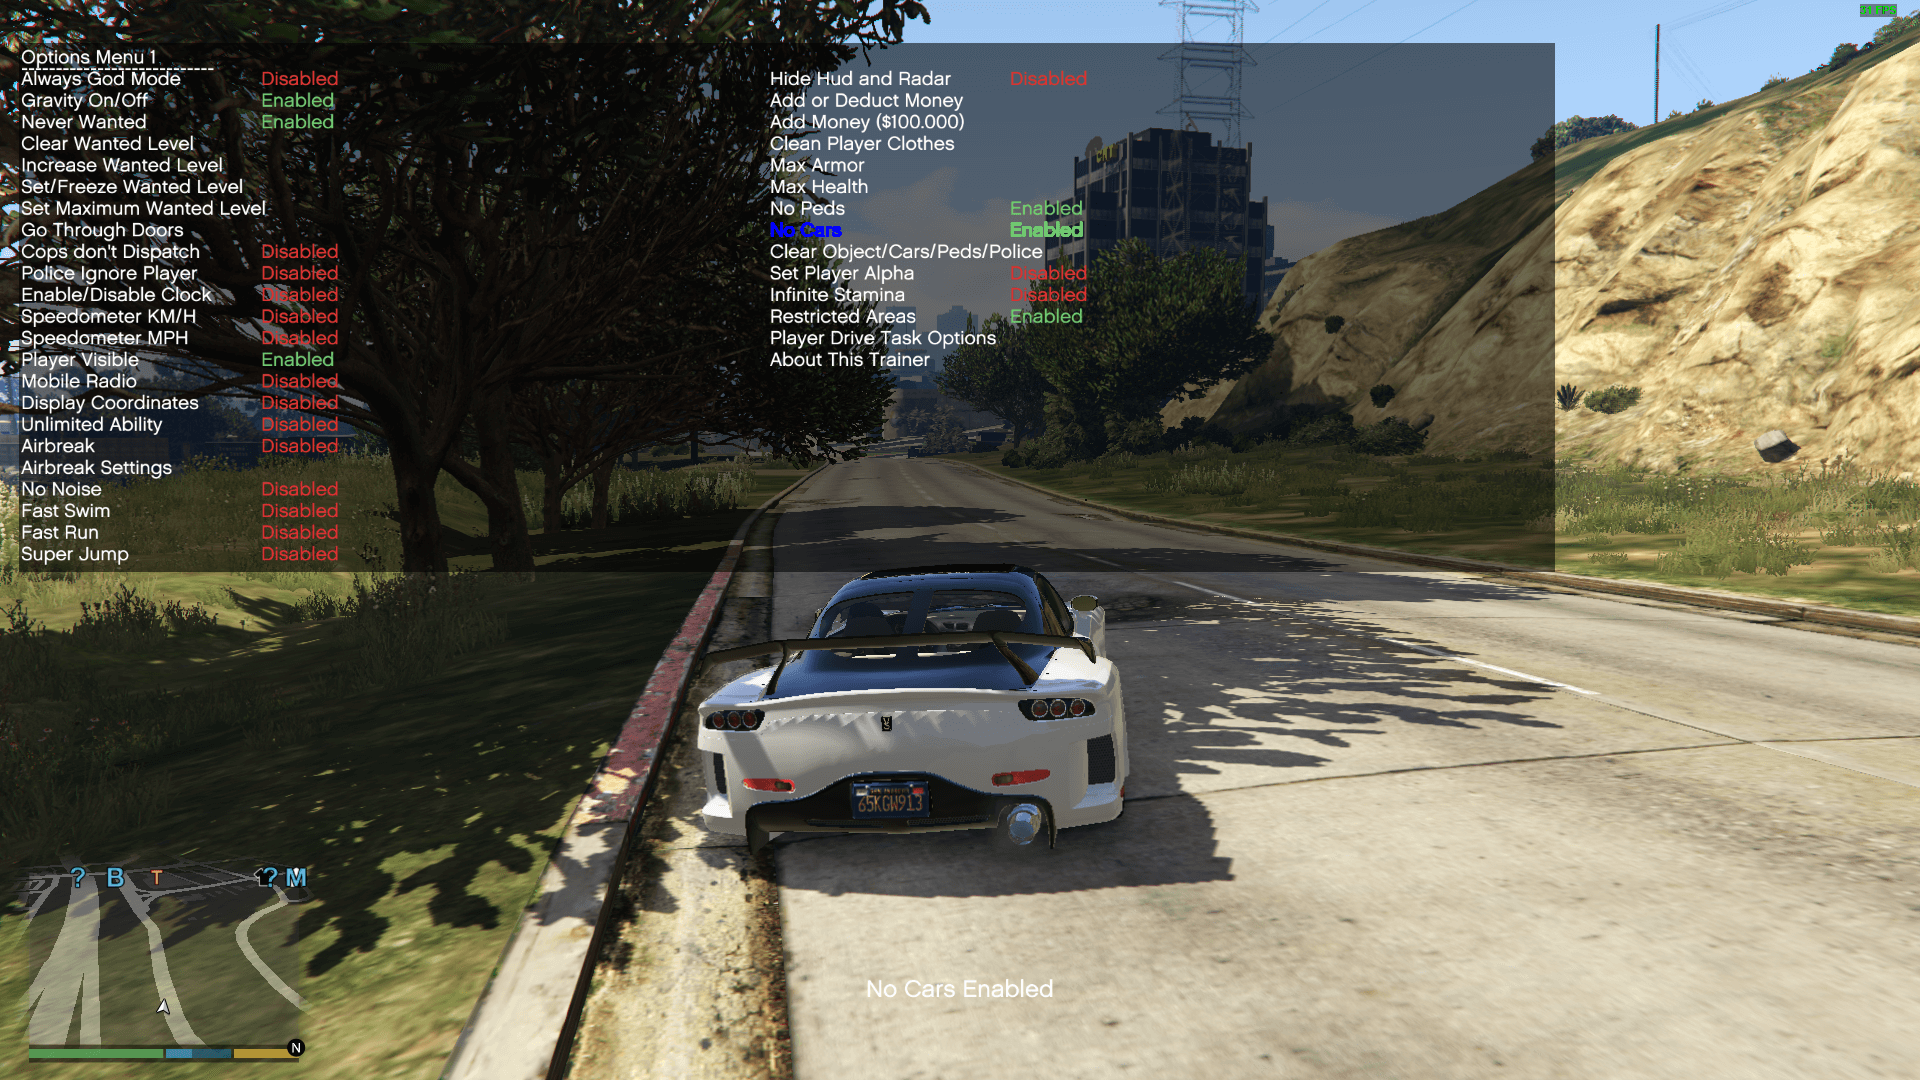 Options Menu 1
Always God Mode Disabled
Gravity On/Off Enabled
Never Wanted Enabled
Clear Wanted Level
Increase Wanted Level
Set/Freeze Wanted Level
Set Maximum Wanted Level
Go Through Doors
Cops don't Dispatch Disabled
Police Ignore Player Disabled
Enable/Disable Clock Disabled
Speedometer KM/H Disabled
Speedometer MPH Disabled
Player Visible Enabled
Mobile Radio Disabled
Display Coordinates Disabled
Unlimited Ability Disabled
Airbreak Disabled
Airbreak Settings
No Noise Disabled
Fast Swim Disabled
Fast Run Disabled
Super Jump Disabled
Hide Hud and Radar Disabled
Add or Deduct Money
Add Money ($100.000)
Clean Player Clothes
Max Armor
Max Health
No Peds Enabled
No Cars Enabled
Clear Object/Cars/Peds/Police
Set Player Alpha Disabled
Infinite Stamina Disabled
Restricted Areas Enabled
Player Drive Task Options
About This Trainer
65KGW913
? B T ? M
N
No Cars Enabled